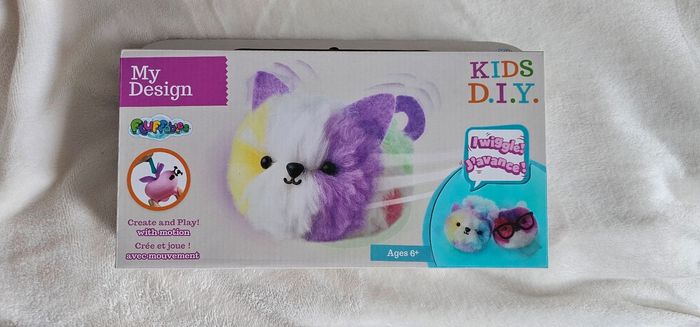 My
Design
Create and Play!
with motion
Crée et joue !
avec mouvement
KIDS
D.I.Y.
I wiggle!
J'avance !
Ages 6+